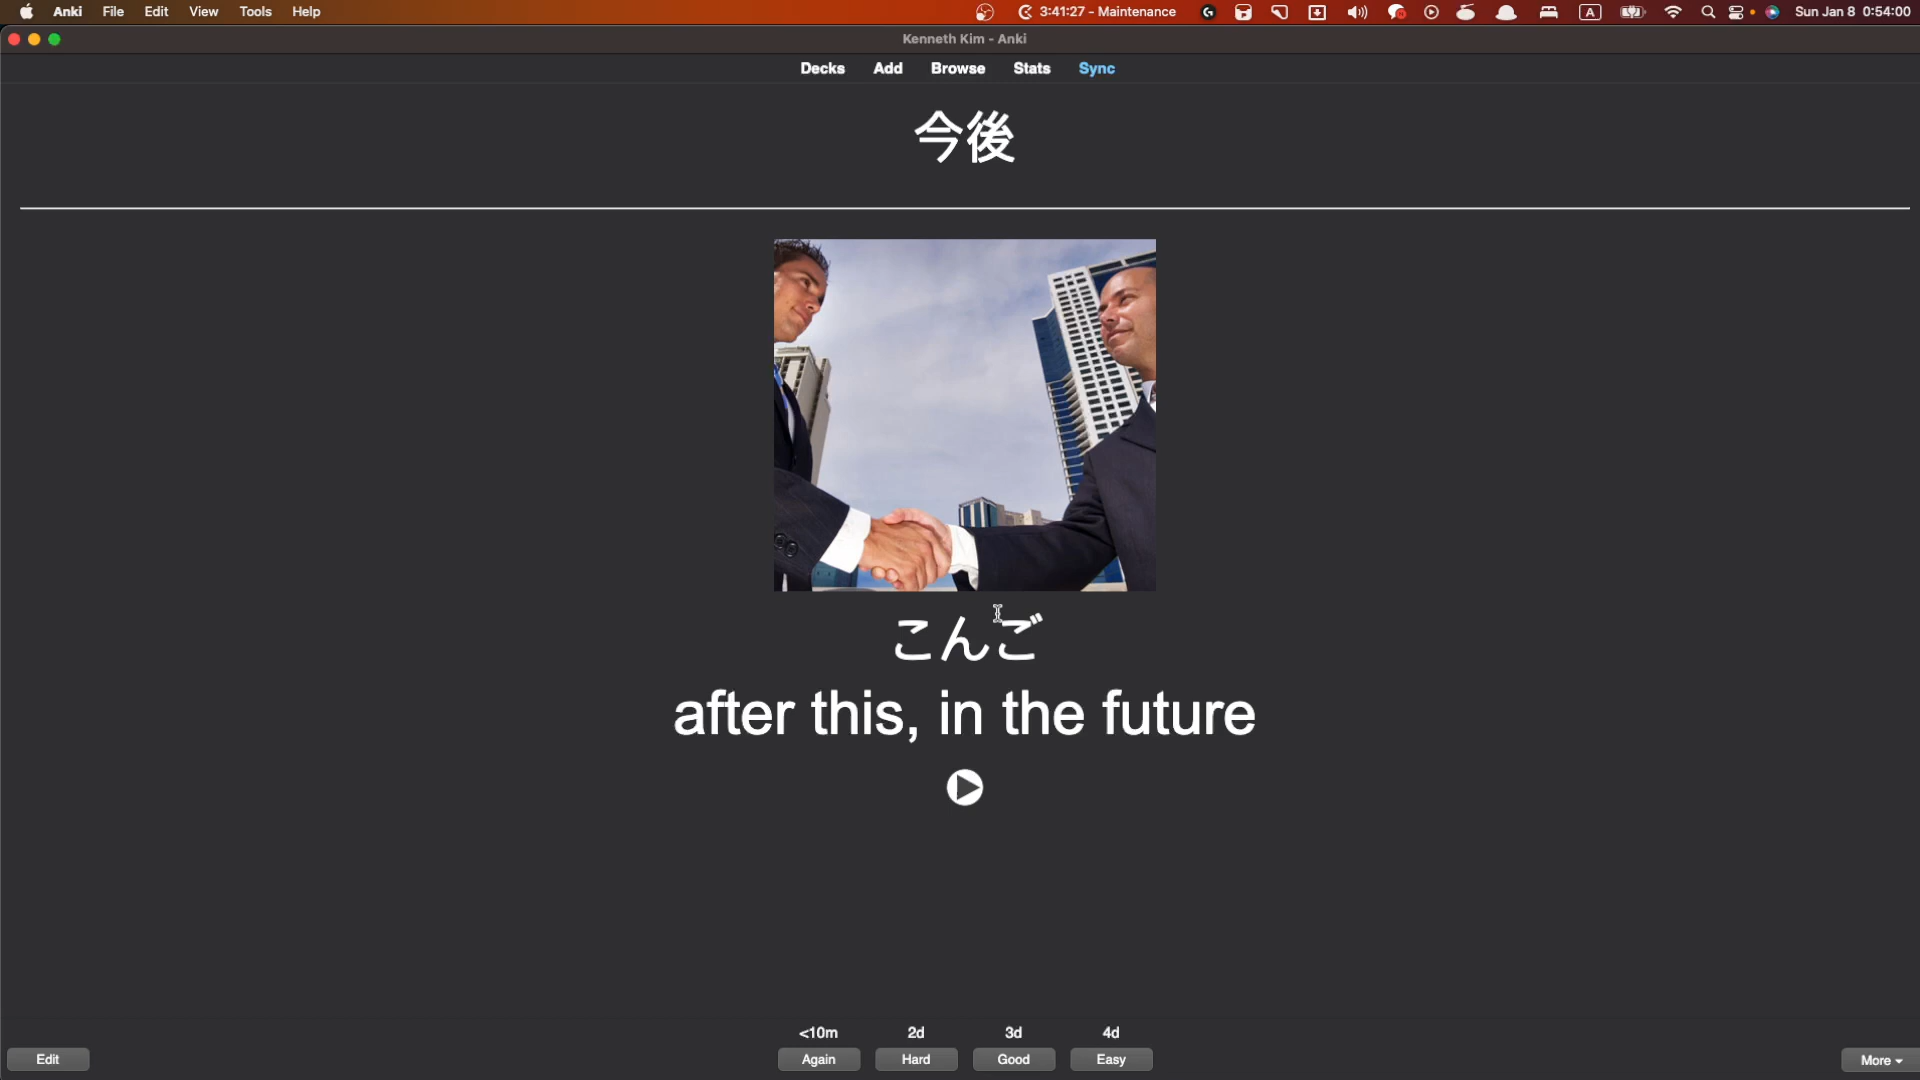 Anki File Edit View Tools Help 3:41:27 - Maintenance A Sun Jan 8 0:54:00
Kenneth Kim - Anki
Decks Add Browse Stats Sync
今後
こんご
after this, in the future
<10m 2d 3d 4d
Edit Again Hard Good Easy More